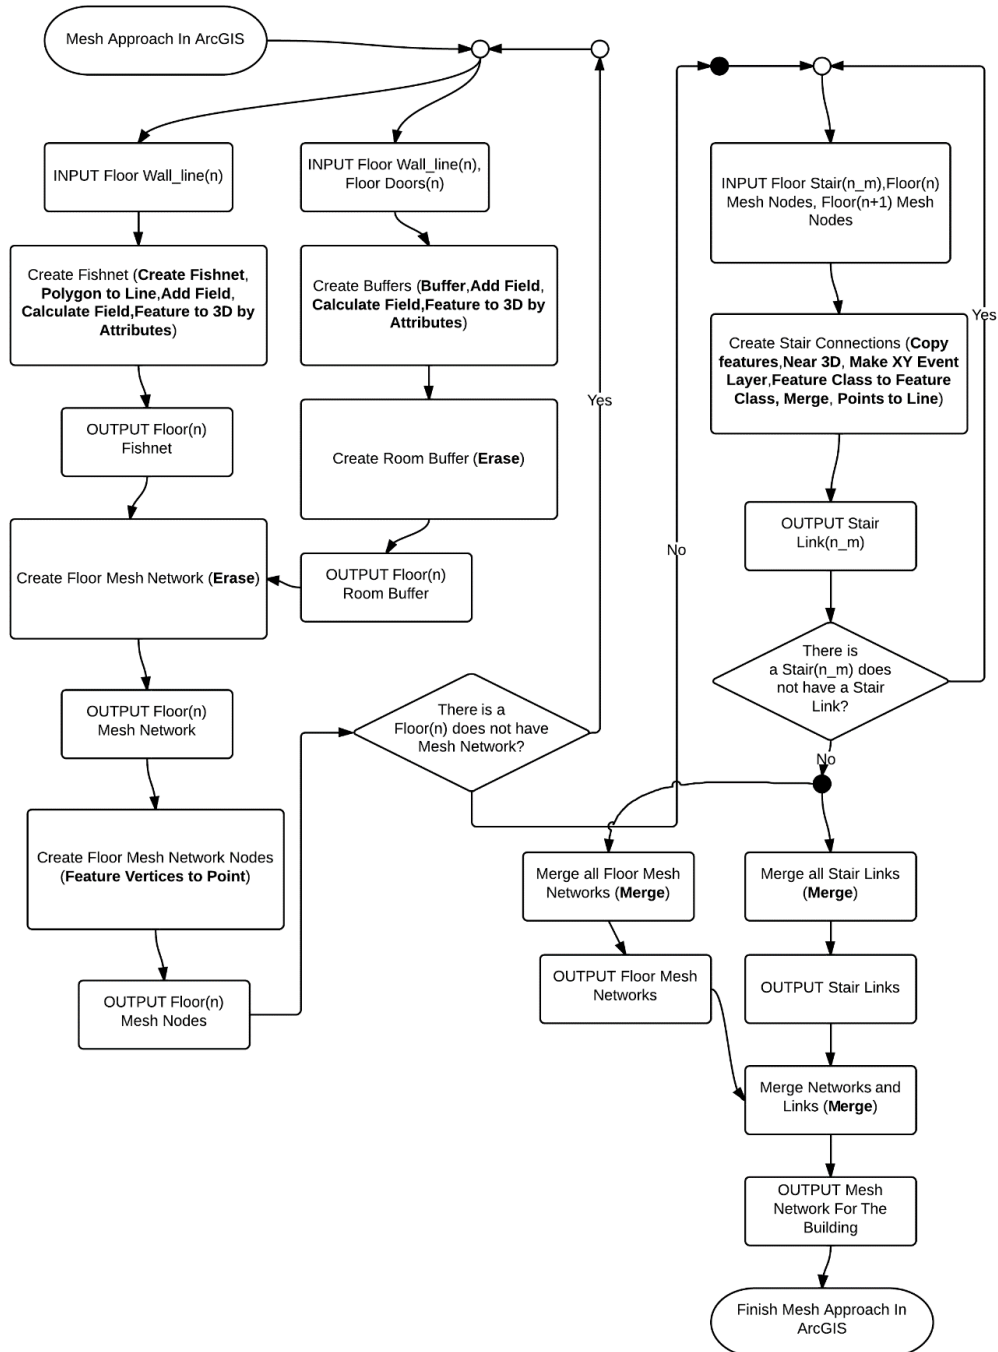 Mesh Approach In ArcGIS
INPUT Floor Wall_line(n)
INPUT Floor Wall_line(n),
Floor Doors(n)
Create Fishnet (Create Fishnet,
Polygon to Line,Add Field,
Calculate Field,Feature to 3D by
Attributes)
Create Buffers (Buffer,Add Field,
Calculate Field,Feature to 3D by
Attributes)
OUTPUT Floor(n)
Fishnet
Create Room Buffer (Erase)
Create Floor Mesh Network (Erase)
OUTPUT Floor(n)
Room Buffer
OUTPUT Floor(n)
Mesh Network
Create Floor Mesh Network Nodes
(Feature Vertices to Point)
OUTPUT Floor(n)
Mesh Nodes
There is a
Floor(n) does not have
Mesh Network?
Yes
No
INPUT Floor Stair(n_m),Floor(n)
Mesh Nodes, Floor(n+1) Mesh
Nodes
Create Stair Connections (Copy
features,Near 3D, Make XY Event
Layer,Feature Class to Feature
Class, Merge, Points to Line)
OUTPUT Stair
Link(n_m)
There is
a Stair(n_m) does
not have a Stair
Link?
Yes
No
Merge all Floor Mesh
Networks (Merge)
OUTPUT Floor Mesh
Networks
Merge all Stair Links
(Merge)
OUTPUT Stair Links
Merge Networks and
Links (Merge)
OUTPUT Mesh
Network For The
Building
Finish Mesh Approach In
ArcGIS